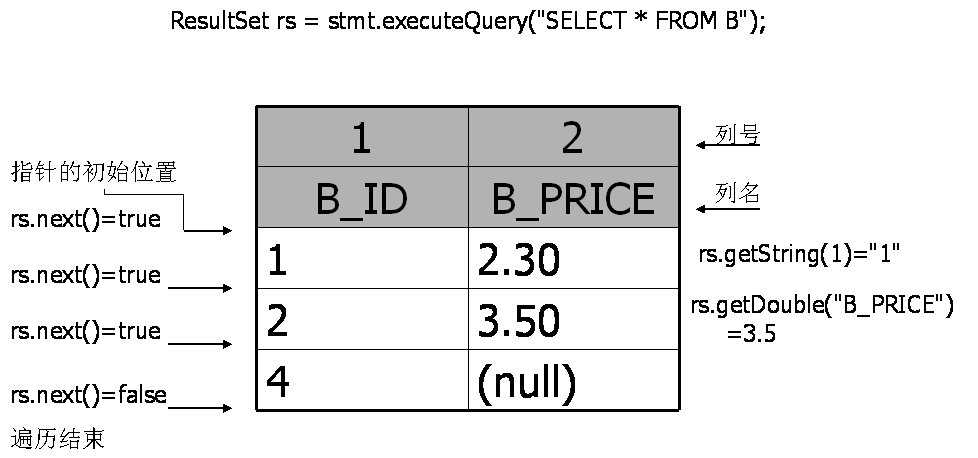 ResultSet rs = stmt.executeQuery("SELECT * FROM B");
1 2
列号
指针的初始位置
B_ID B_PRICE
列名
rs.next()=true
1 2.30
rs.getString(1)="1"
rs.next()=true
2 3.50
rs.getDouble("B_PRICE")
=3.5
rs.next()=true
4 (null)
rs.next()=false
遍历结束